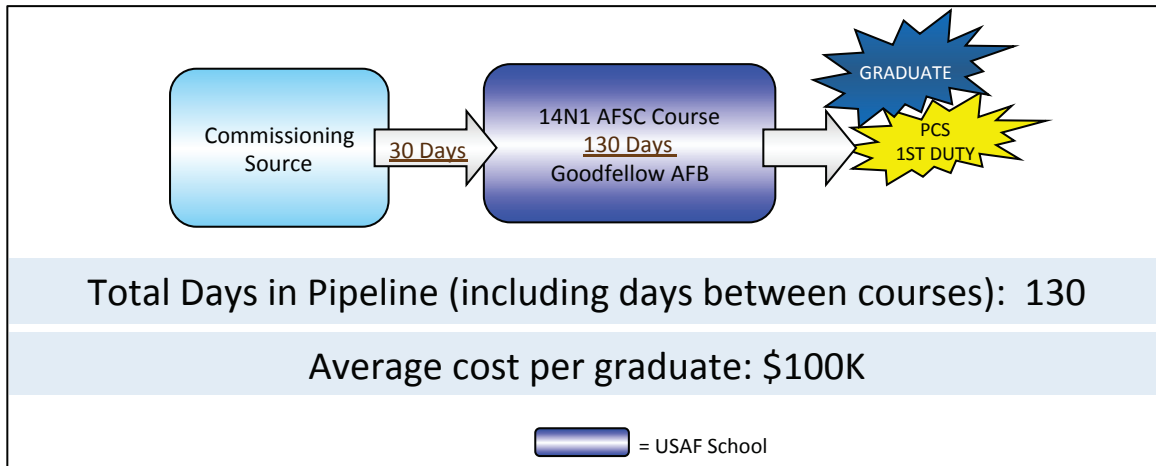 Commissioning
Source
30 Days
14N1 AFSC Course
130 Days
Goodfellow AFB
GRADUATE
PCS
1ST DUTY
Total Days in Pipeline (including days between courses): 130
Average cost per graduate: $100K
= USAF School